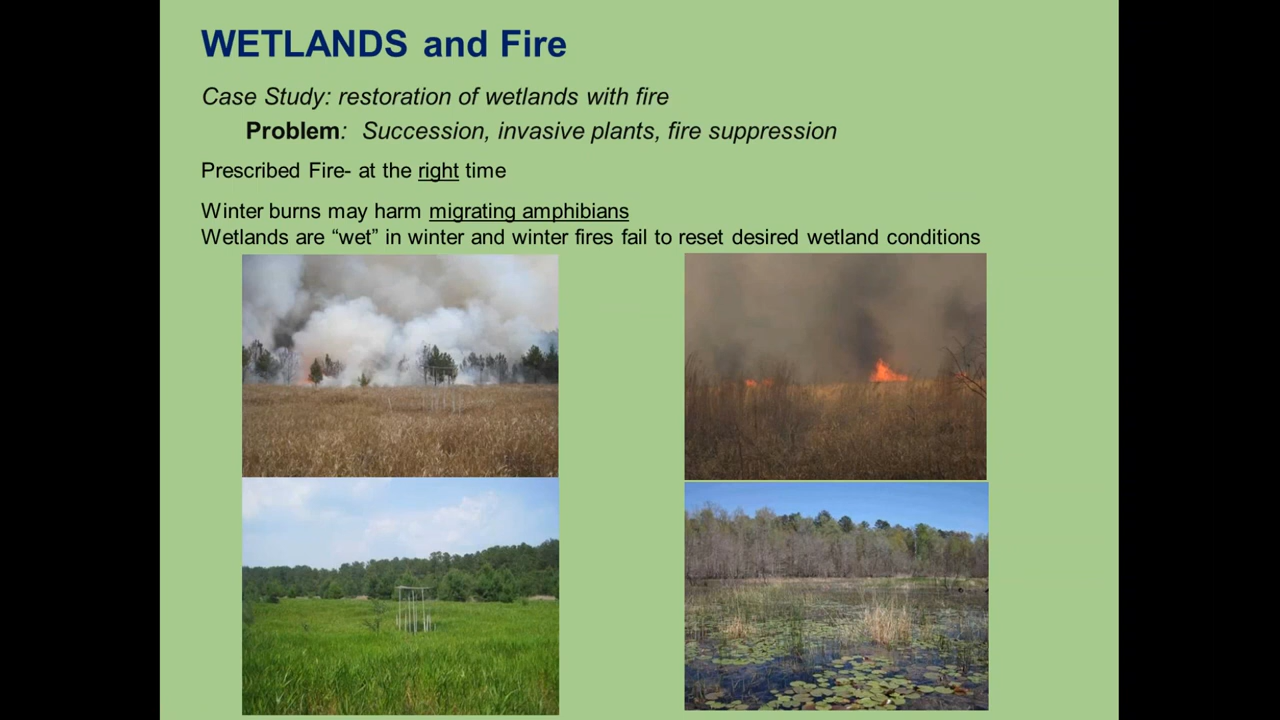 WETLANDS and Fire
Case Study: restoration of wetlands with fire
Problem: Succession, invasive plants, fire suppression
Prescribed Fire- at the right time
Winter burns may harm migrating amphibians
Wetlands are “wet” in winter and winter fires fail to reset desired wetland conditions